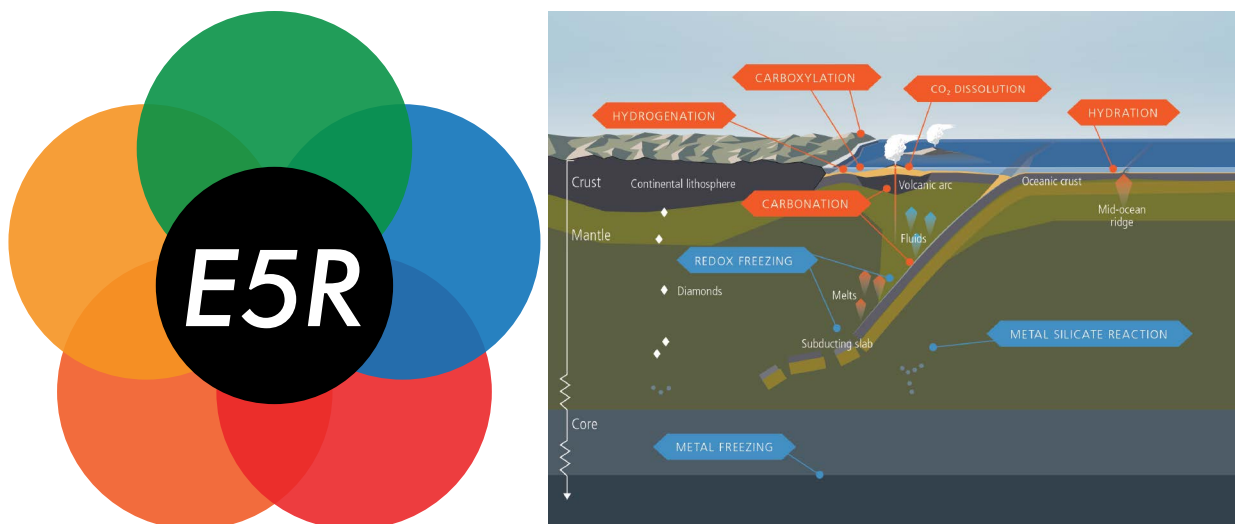 E5R
CARBOXYLATION
CO₂ DISSOLUTION
HYDROGENATION
HYDRATION
Crust
Continental lithosphere
Volcanic arc
Oceanic crust
CARBONATION
Mid-ocean
ridge
Mantle
Fluids
REDOX FREEZING
Diamonds
Melts
METAL SILICATE REACTION
Subducting slab
Core
METAL FREEZING